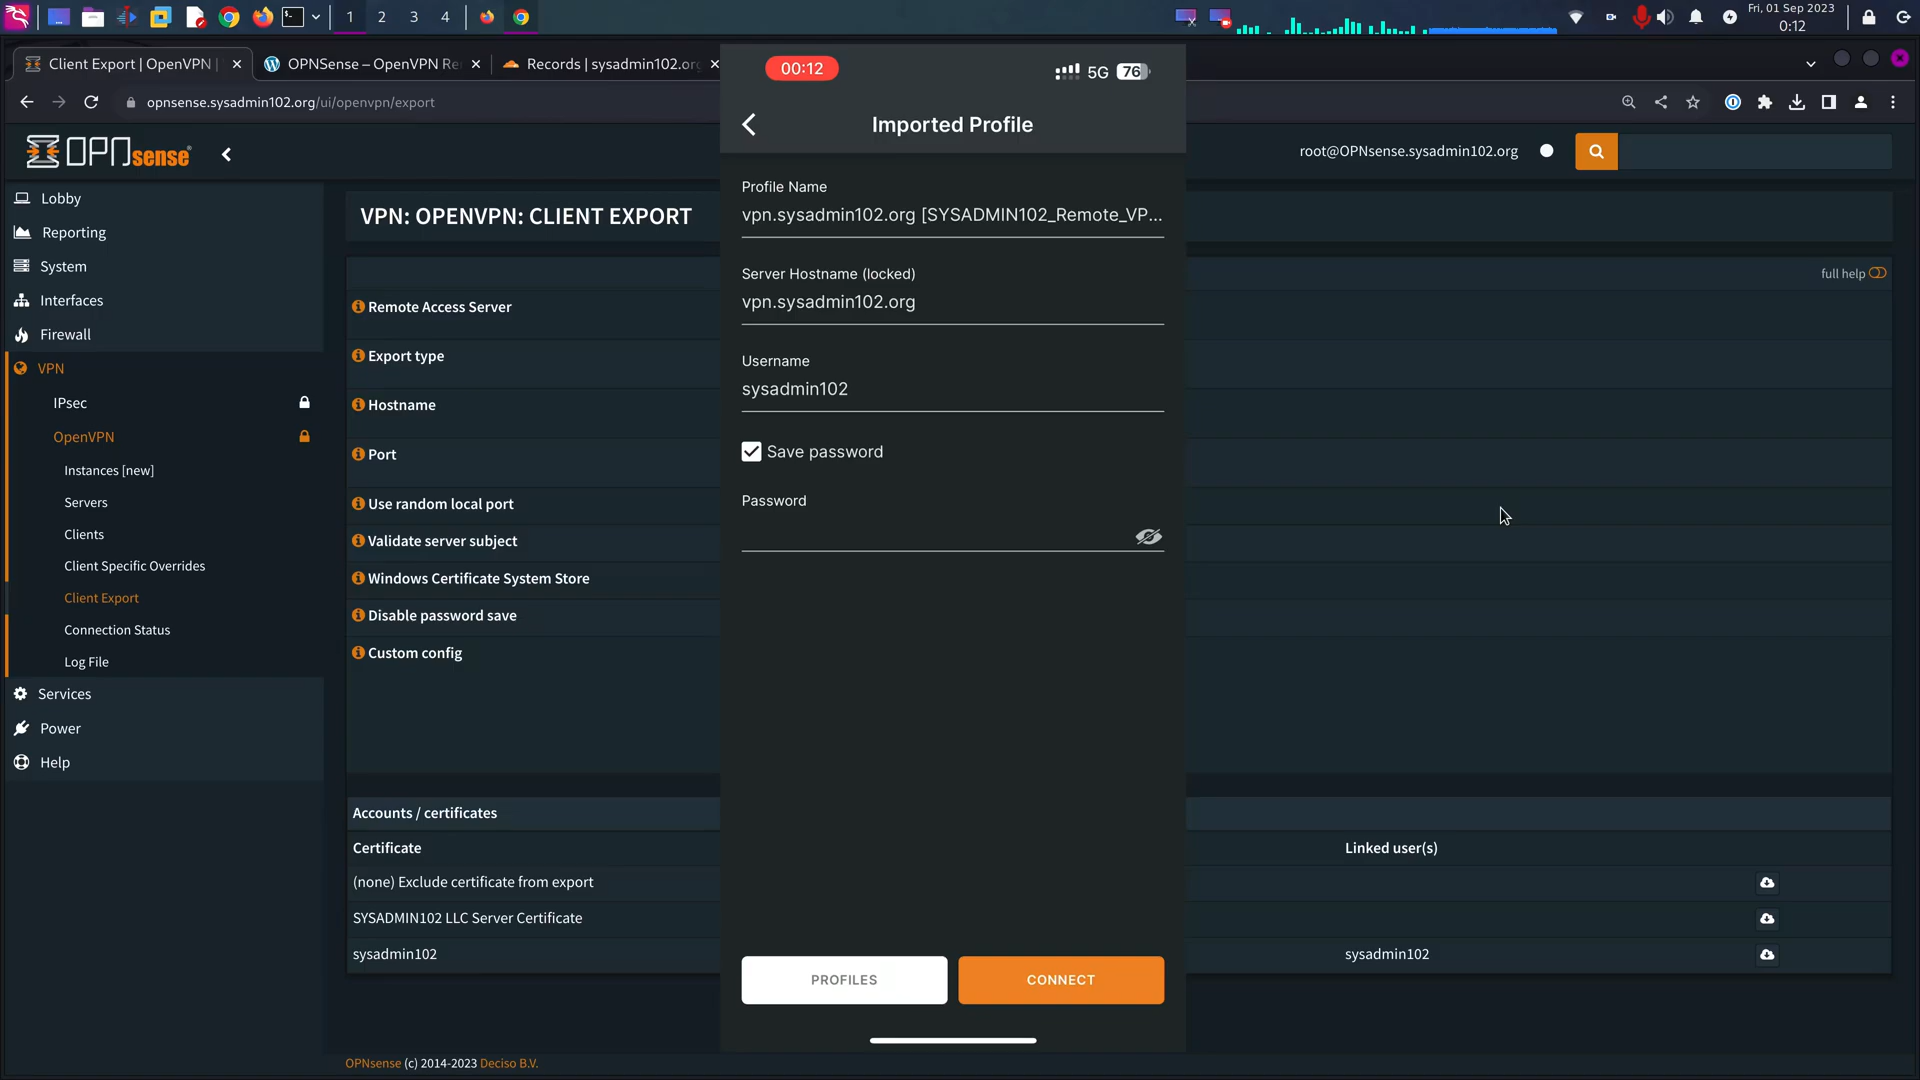 1
2
3
4
Fri, 01 Sep 2023
0:12
Client Export | OpenVPN |
OPNSense – OpenVPN Re
Records | sysadmin102.or
opnsense.sysadmin102.org/ui/openvpn/export
OPNsense
root@OPNsense.sysadmin102.org
Lobby
Reporting
System
Interfaces
Firewall
VPN
IPsec
OpenVPN
Instances [new]
Servers
Clients
Client Specific Overrides
Client Export
Connection Status
Log File
Services
Power
Help
VPN: OPENVPN: CLIENT EXPORT
full help
Remote Access Server
Export type
Hostname
Port
Use random local port
Validate server subject
Windows Certificate System Store
Disable password save
Custom config
Accounts / certificates
Certificate
Linked user(s)
(none) Exclude certificate from export
SYSADMIN102 LLC Server Certificate
sysadmin102
sysadmin102
OPNsense (c) 2014-2023 Deciso B.V.
00:12
5G
76
Imported Profile
Profile Name
vpn.sysadmin102.org [SYSADMIN102_Remote_VP...
Server Hostname (locked)
vpn.sysadmin102.org
Username
sysadmin102
Save password
Password
PROFILES
CONNECT